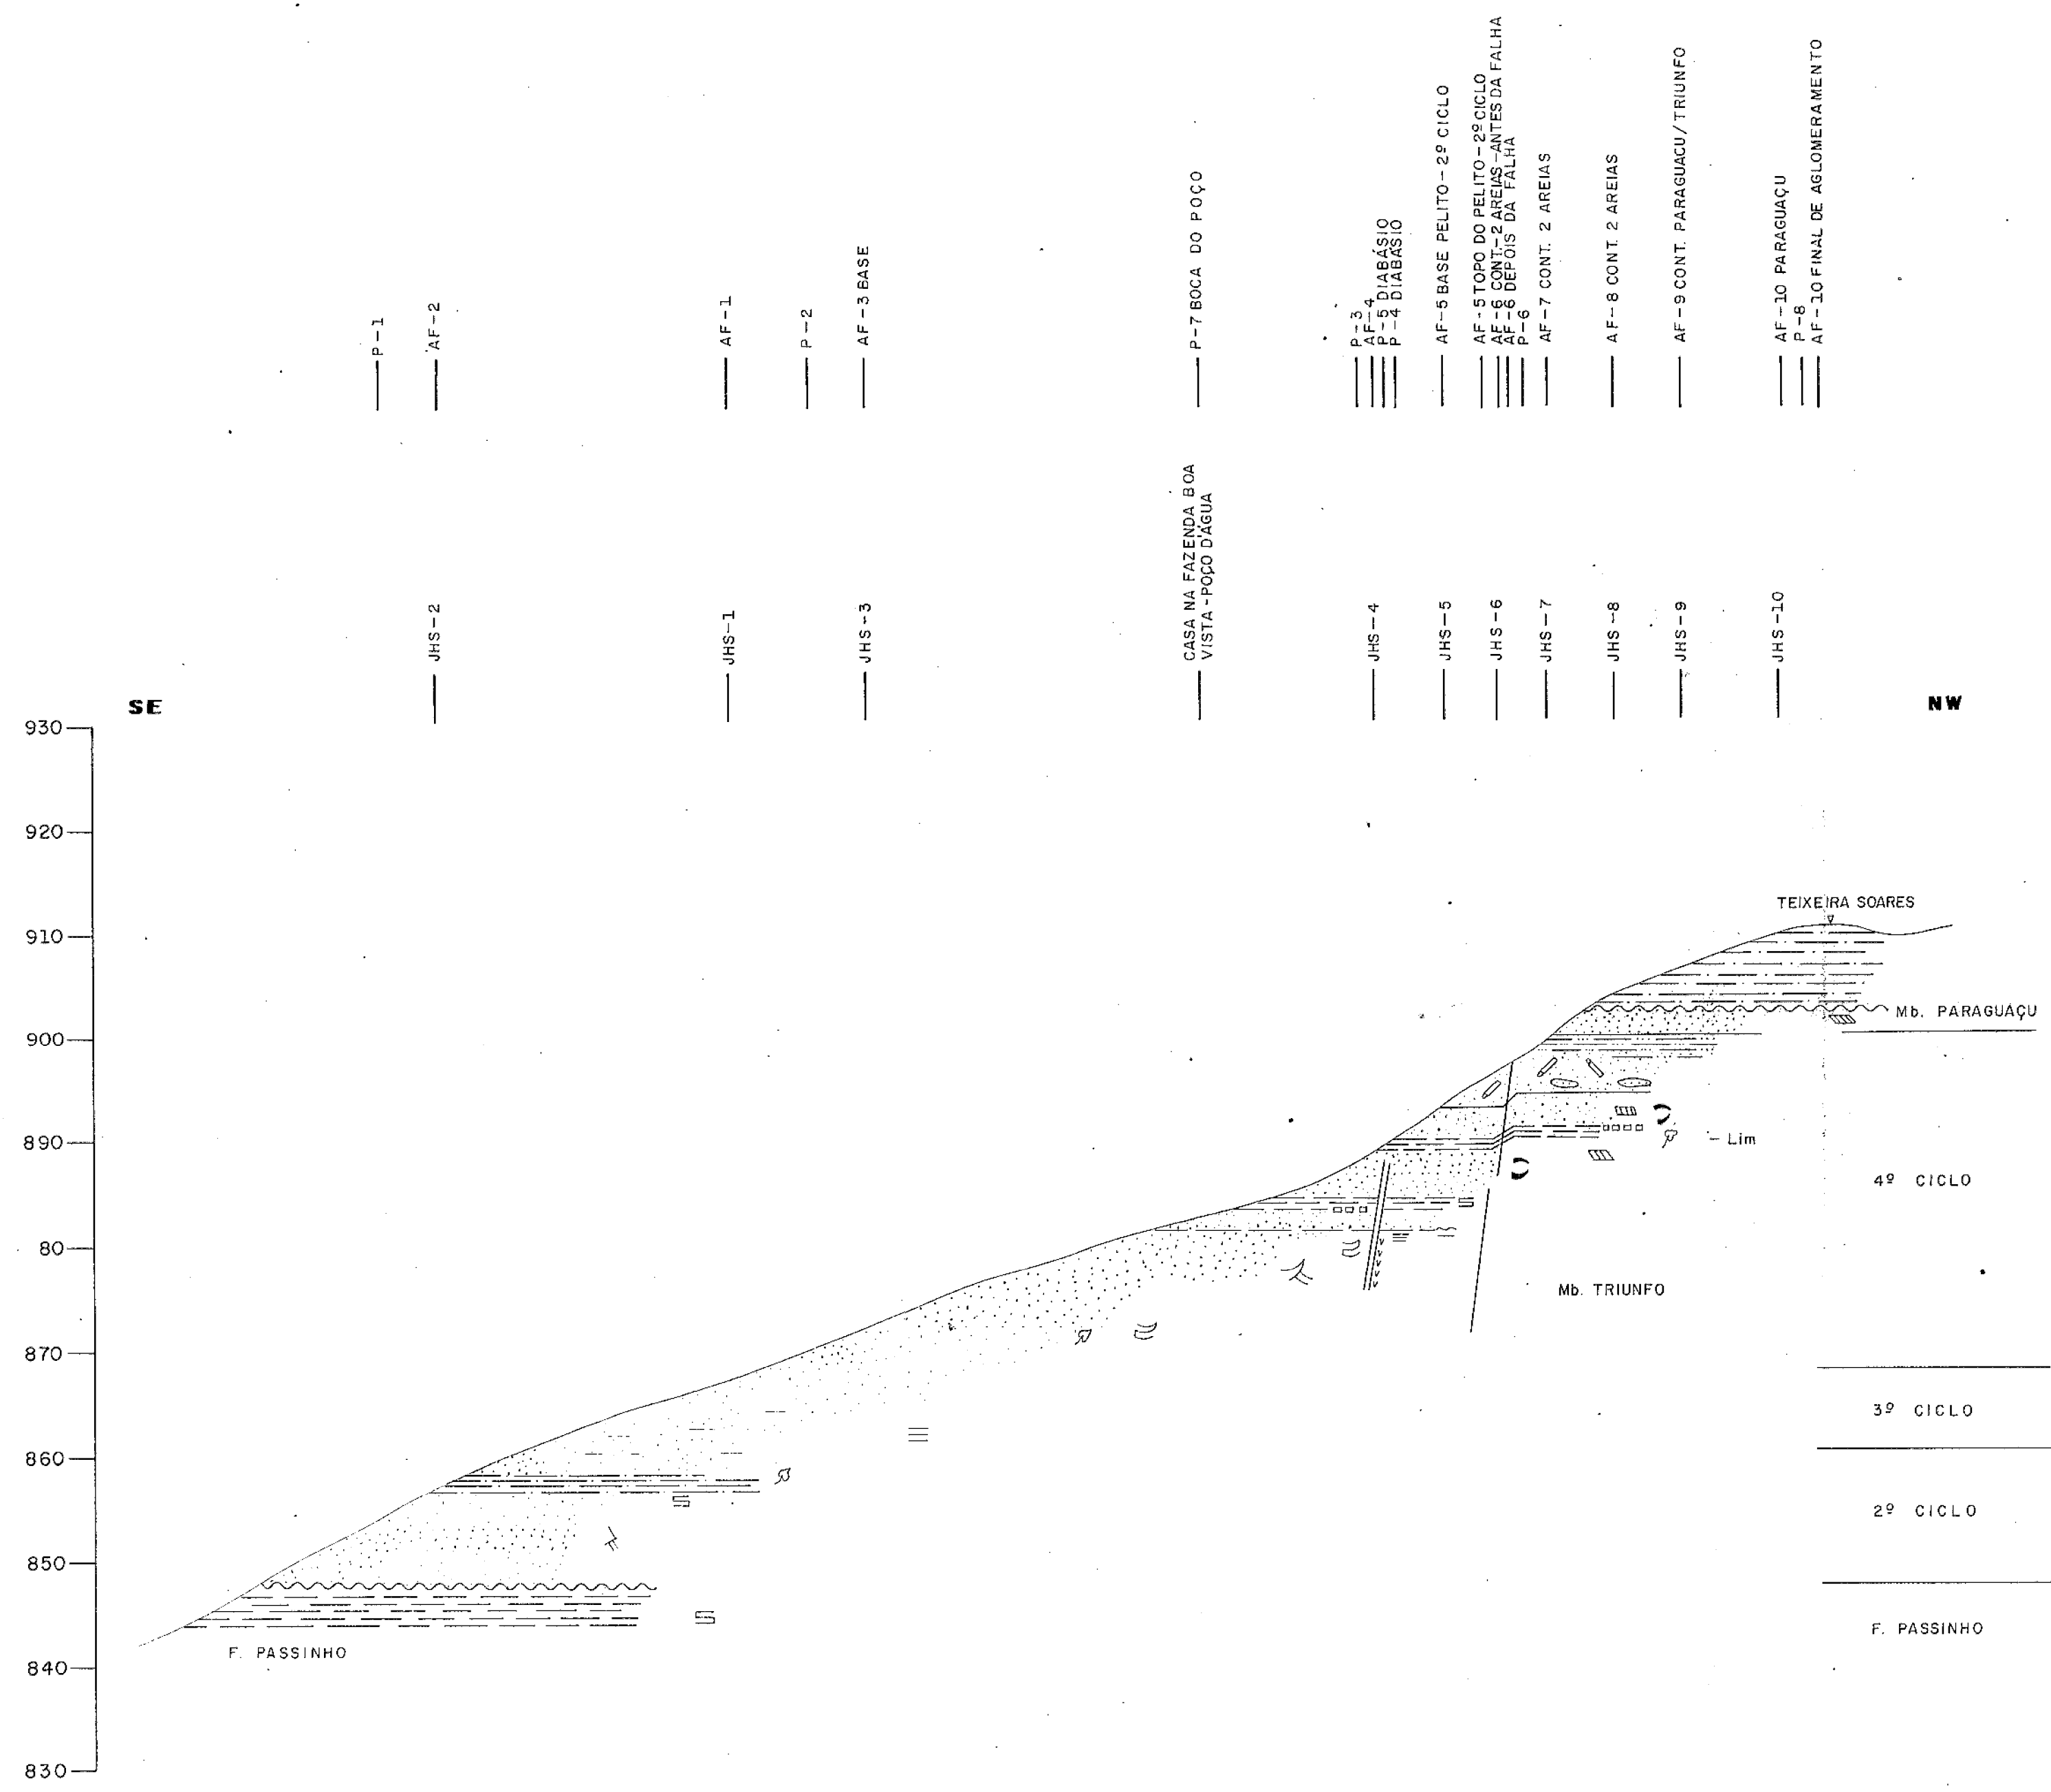 P-1
AF-2
AF-1
P-2
AF-3 BASE
P-7 BOCA DO POÇO
P-3
AF-4
P-5 DIABÁSIO
P-4 DIABÁSIO
AF-5 BASE PELITO-2º CICLO
AF-5 TOPO DO PELITO-2º CICLO
AF-6 CONT.-2 AREIAS-ANTES DA FALHA
AF-6 DEPOIS DA FALHA
P-6
AF-7 CONT. 2 AREIAS
AF-8 CONT. 2 AREIAS
AF-9 CONT. PARAGUACU/TRIUNFO
AF-10 PARAGUAÇU
P-8
AF-10 FINAL DE AGLOMERAMENTO
JHS-2
JHS-1
JHS-3
CASA NA FAZENDA BOA
VISTA-POÇO D'ÁGUA
JHS-4
JHS-5
JHS-6
JHS-7
JHS-8
JHS-9
JHS-10
SE
NW
930
920
TEIXEIRA SOARES
910
Mb. PARAGUAÇU
900
890
- Lim
4º CICLO
80
Mb. TRIUNFO
870
3º CICLO
860
2º CICLO
850
F. PASSINHO
F. PASSINHO
840
830